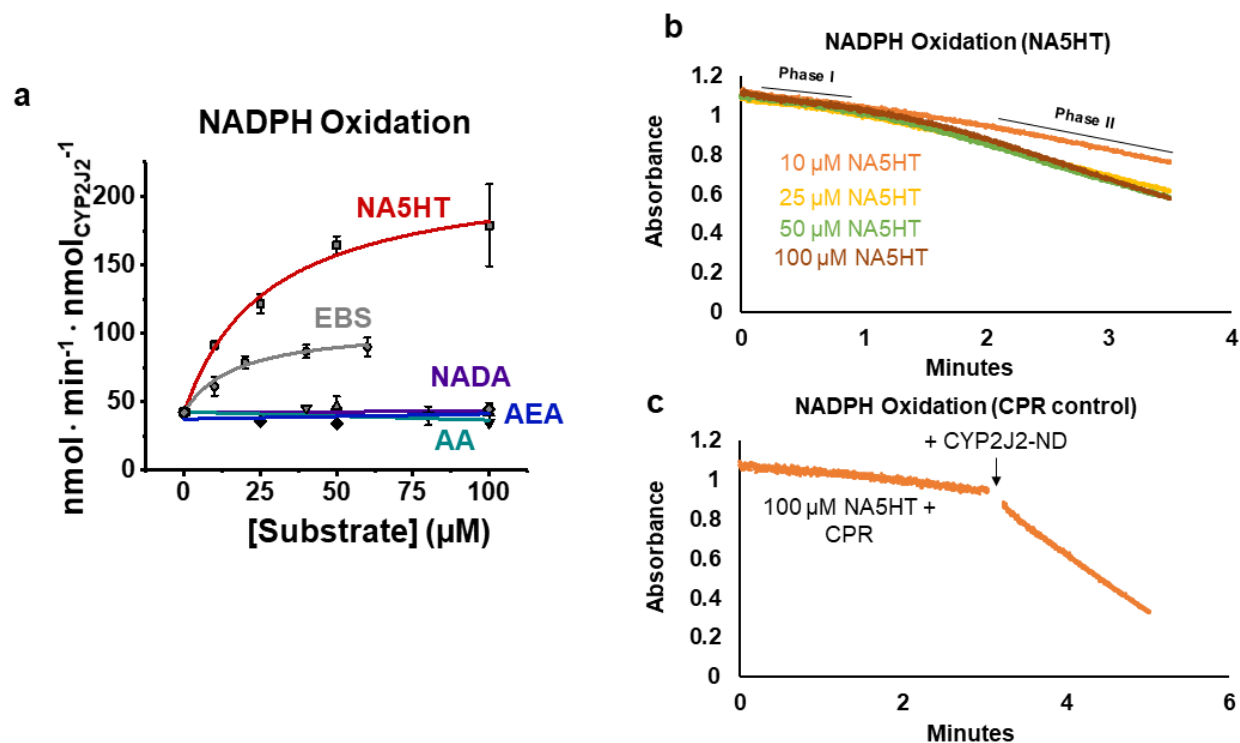 a
NADPH Oxidation
nmol · min⁻¹ · nmol_CYP2J2⁻¹
200
150
100
50
0
NA5HT
EBS
NADA
AEA
AA
0
25
50
75
100
[Substrate] (µM)
b
NADPH Oxidation (NA5HT)
Absorbance
1.2
1
0.8
0.6
0.4
0.2
0
Phase I
Phase II
10 µM NA5HT
25 µM NA5HT
50 µM NA5HT
100 µM NA5HT
0
1
2
3
4
Minutes
c
NADPH Oxidation (CPR control)
+ CYP2J2-ND
Absorbance
1.2
1
0.8
0.6
0.4
0.2
0
100 µM NA5HT +
CPR
0
2
4
6
Minutes